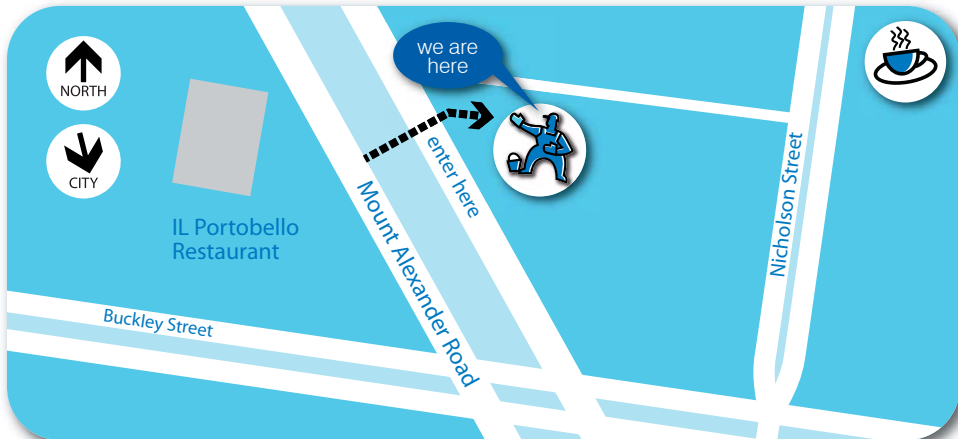 we are
here
NORTH
CITY
enter here
Mount Alexander Road
Nicholson Street
IL Portobello
Restaurant
Buckley Street